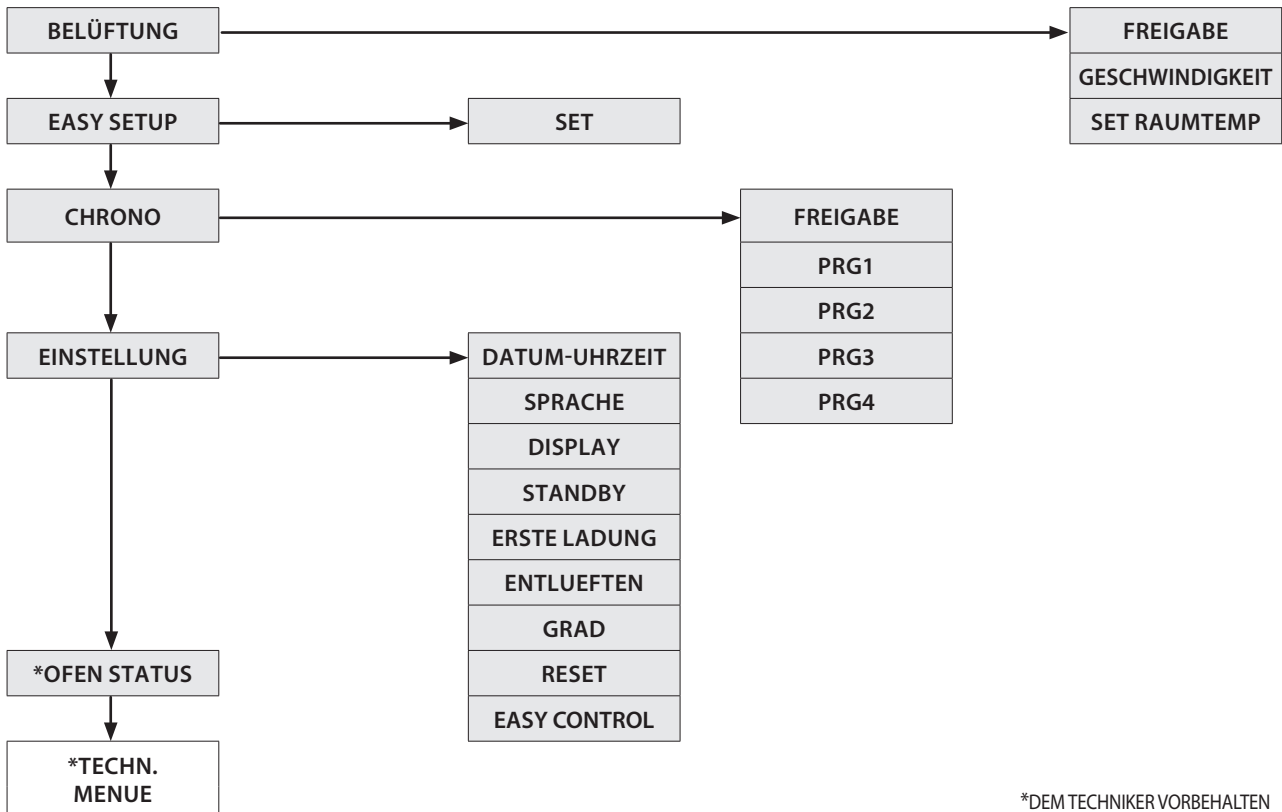 BELÜFTUNG
FREIGABE
GESCHWINDIGKEIT
SET RAUMTEMP
EASY SETUP
SET
CHRONO
FREIGABE
PRG1
PRG2
PRG3
PRG4
EINSTELLUNG
DATUM-UHRZEIT
SPRACHE
DISPLAY
STANDBY
ERSTE LADUNG
ENTLUEFTEN
GRAD
RESET
EASY CONTROL
*OFEN STATUS
*TECHN.
MENUE
*DEM TECHNIKER VORBEHALTEN